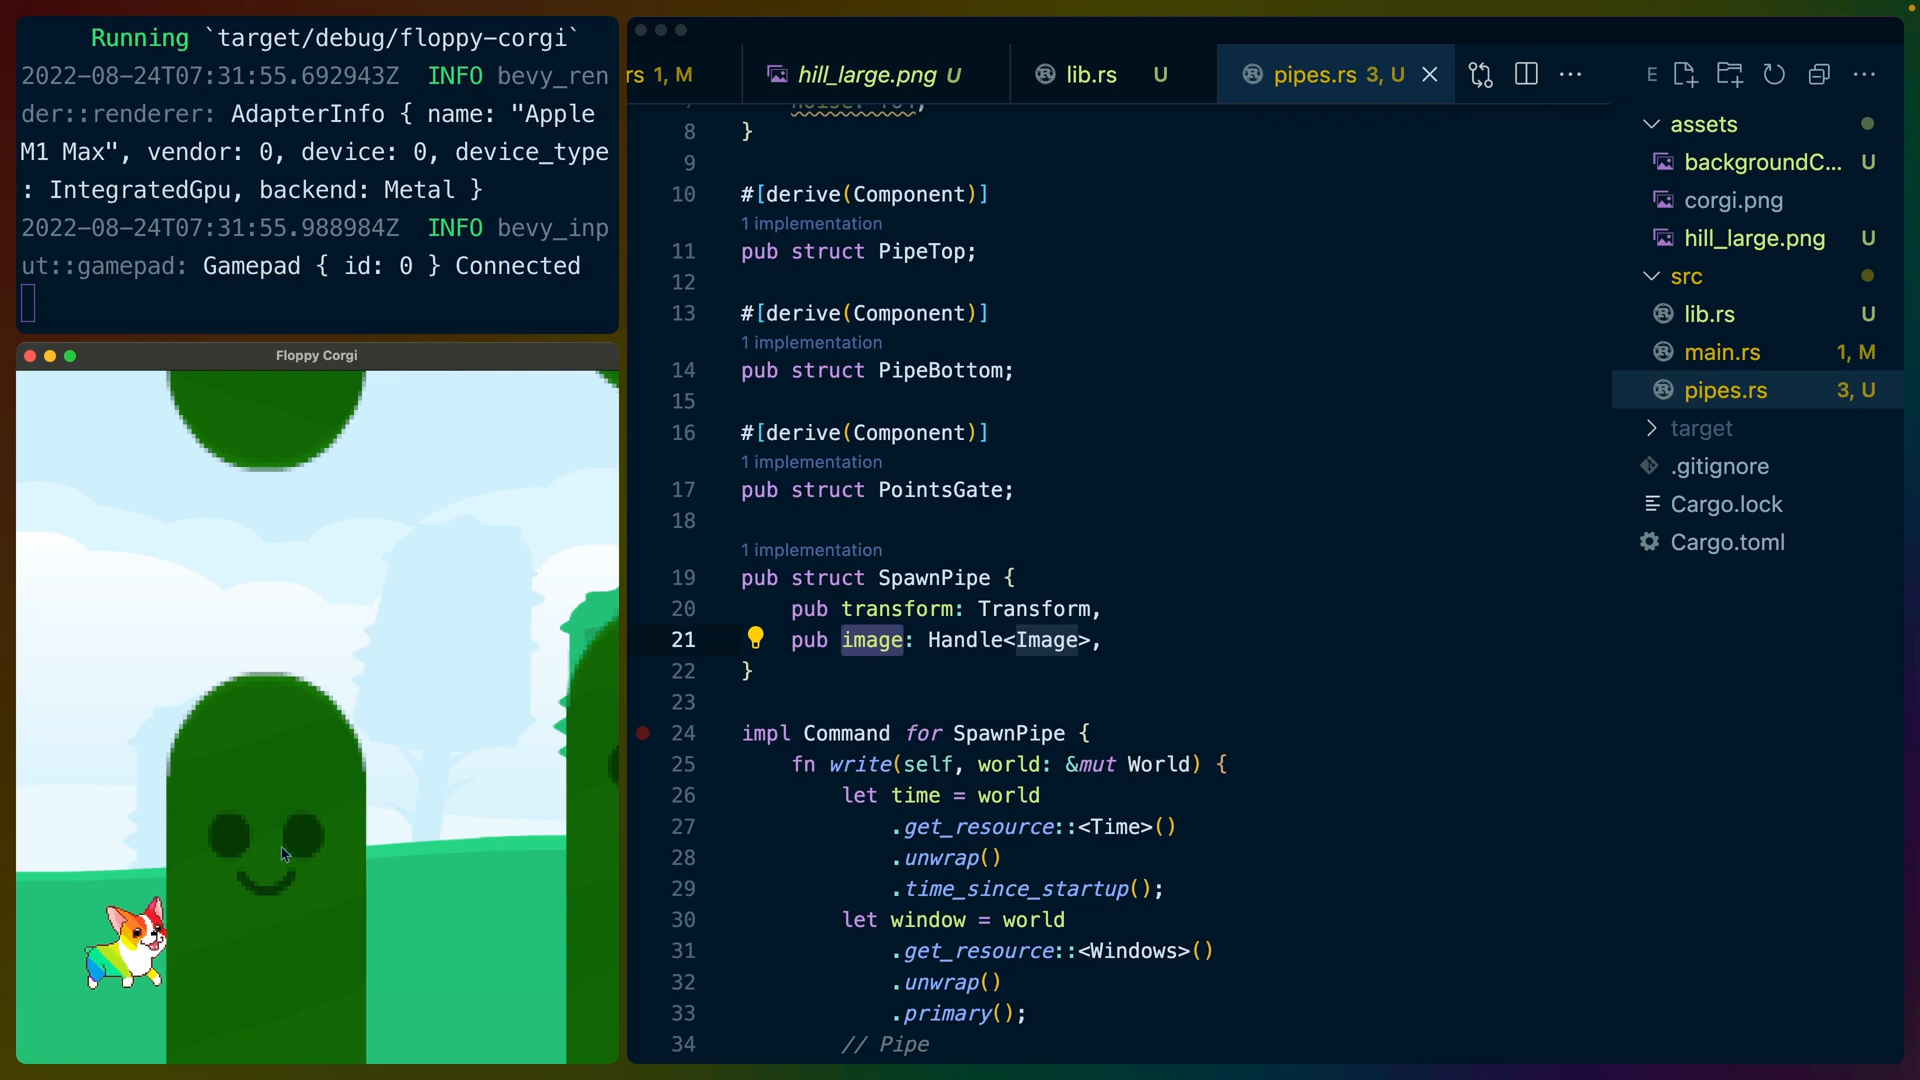 Running `target/debug/floppy-corgi`
2022-08-24T07:31:55.692943Z  INFO bevy_ren
der::renderer: AdapterInfo { name: "Apple
M1 Max", vendor: 0, device: 0, device_type
: IntegratedGpu, backend: Metal }
2022-08-24T07:31:55.988984Z  INFO bevy_inp
ut::gamepad: Gamepad { id: 0 } Connected
Floppy Corgi
rs 1, M
hill_large.png U
lib.rs U
pipes.rs 3, U
8 }
9
10 #[derive(Component)]
1 implementation
11 pub struct PipeTop;
12
13 #[derive(Component)]
1 implementation
14 pub struct PipeBottom;
15
16 #[derive(Component)]
1 implementation
17 pub struct PointsGate;
18
1 implementation
19 pub struct SpawnPipe {
20     pub transform: Transform,
21     pub image: Handle<Image>,
22 }
23
24 impl Command for SpawnPipe {
25     fn write(self, world: &mut World) {
26         let time = world
27             .get_resource::<Time>()
28             .unwrap()
29             .time_since_startup();
30         let window = world
31             .get_resource::<Windows>()
32             .unwrap()
33             .primary();
34         // Pipe
E
assets
backgroundC... U
corgi.png
hill_large.png U
src
lib.rs U
main.rs 1, M
pipes.rs 3, U
target
.gitignore
Cargo.lock
Cargo.toml